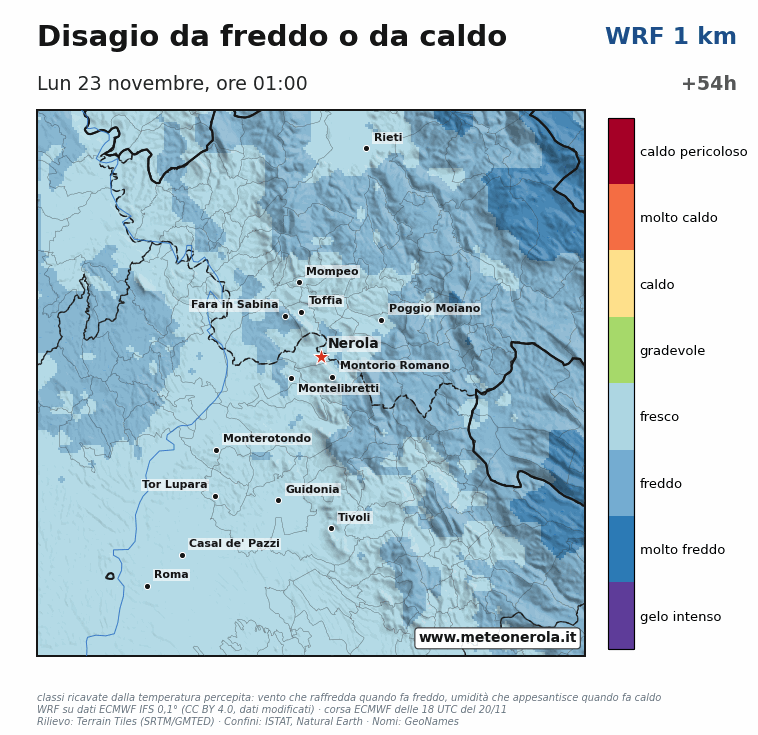 Disagio da freddo o da caldo
WRF 1 km
Lun 23 novembre, ore 01:00
+54h
Rieti
Mompeo
Fara in Sabina
Toffia
Poggio Moiano
Nerola
Montorio Romano
Montelibretti
Monterotondo
Tor Lupara
Guidonia
Tivoli
Casal de' Pazzi
Roma
www.meteonerola.it
caldo pericoloso
molto caldo
caldo
gradevole
fresco
freddo
molto freddo
gelo intenso
classi ricavate dalla temperatura percepita: vento che raffredda quando fa freddo, umidità che appesantisce quando fa caldo
WRF su dati ECMWF IFS 0,1° (CC BY 4.0, dati modificati) · corsa ECMWF delle 18 UTC del 20/11
Rilievo: Terrain Tiles (SRTM/GMTED) · Confini: ISTAT, Natural Earth · Nomi: GeoNames